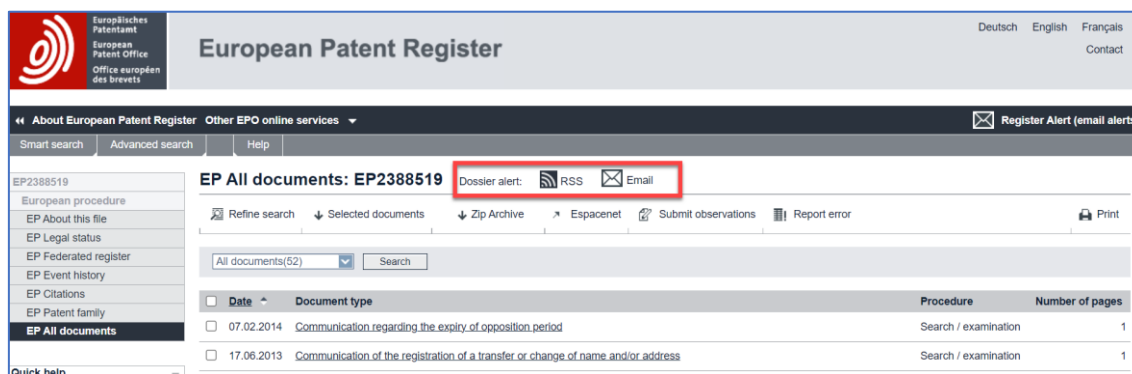 Europäisches
Patentamt
European
Patent Office
Office européen
des brevets
European Patent Register
Deutsch English Français
Contact
About European Patent Register Other EPO online services
Register Alert (email alerts
Smart search Advanced search Help
EP2388519
European procedure
EP About this file
EP Legal status
EP Federated register
EP Event history
EP Citations
EP Patent family
EP All documents
Quick help
EP All documents: EP2388519 Dossier alert: RSS Email
Refine search Selected documents Zip Archive Espacenet Submit observations Report error Print
All documents(52) Search
Date Document type Procedure Number of pages
07.02.2014 Communication regarding the expiry of opposition period Search / examination 1
17.06.2013 Communication of the registration of a transfer or change of name and/or address Search / examination 1